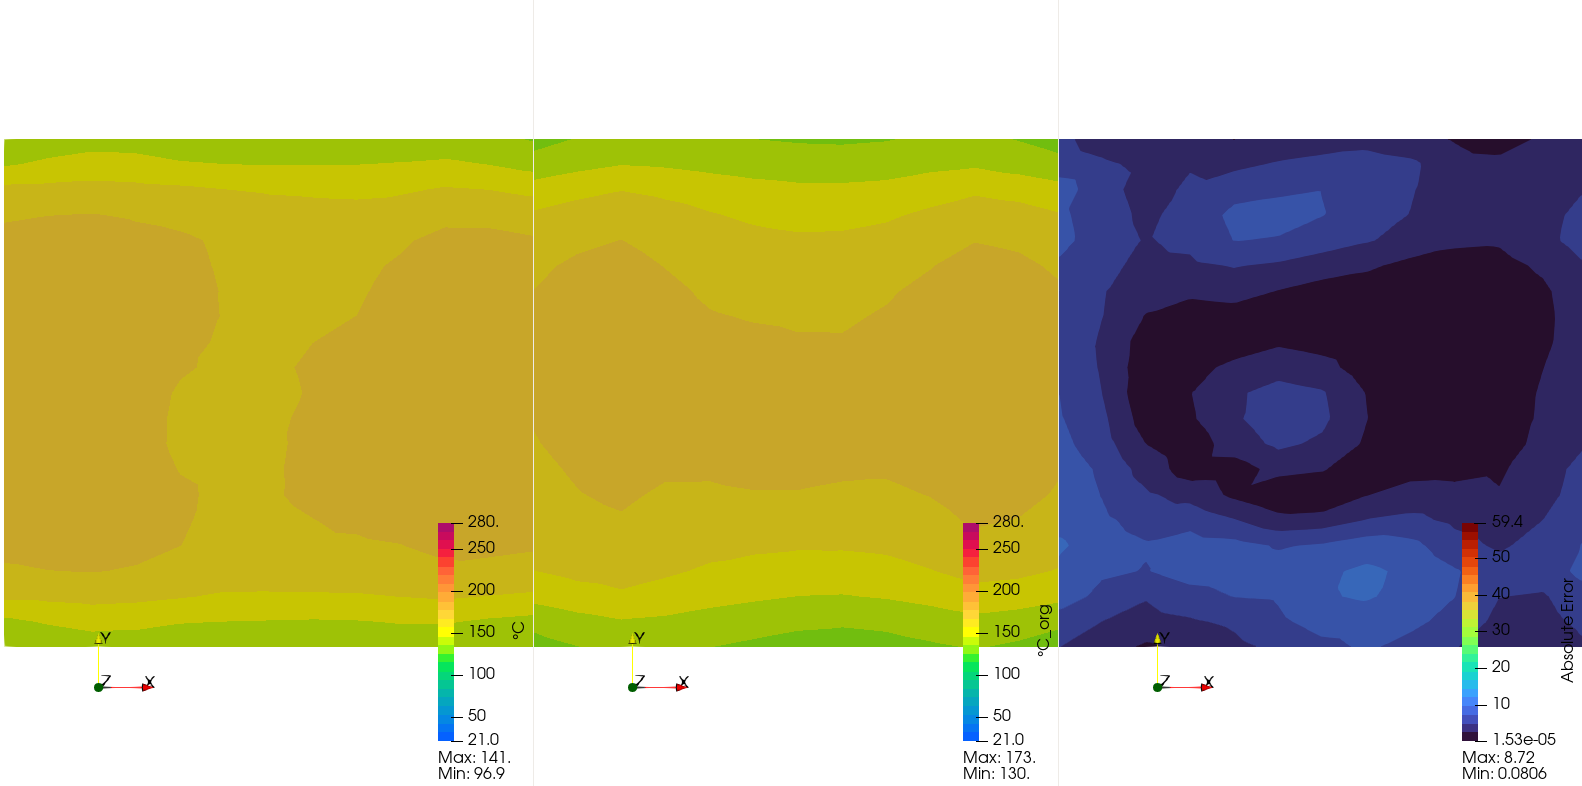 Y
Z
X
280.
250
200
150
100
50
21.0
°C
Max: 141.
Min: 96.9
Y
Z
X
280.
250
200
150
100
50
21.0
°C_org
Max: 173.
Min: 130.
Y
Z
X
59.4
50
40
30
20
10
1.53e-05
Absolute Error
Max: 8.72
Min: 0.0806